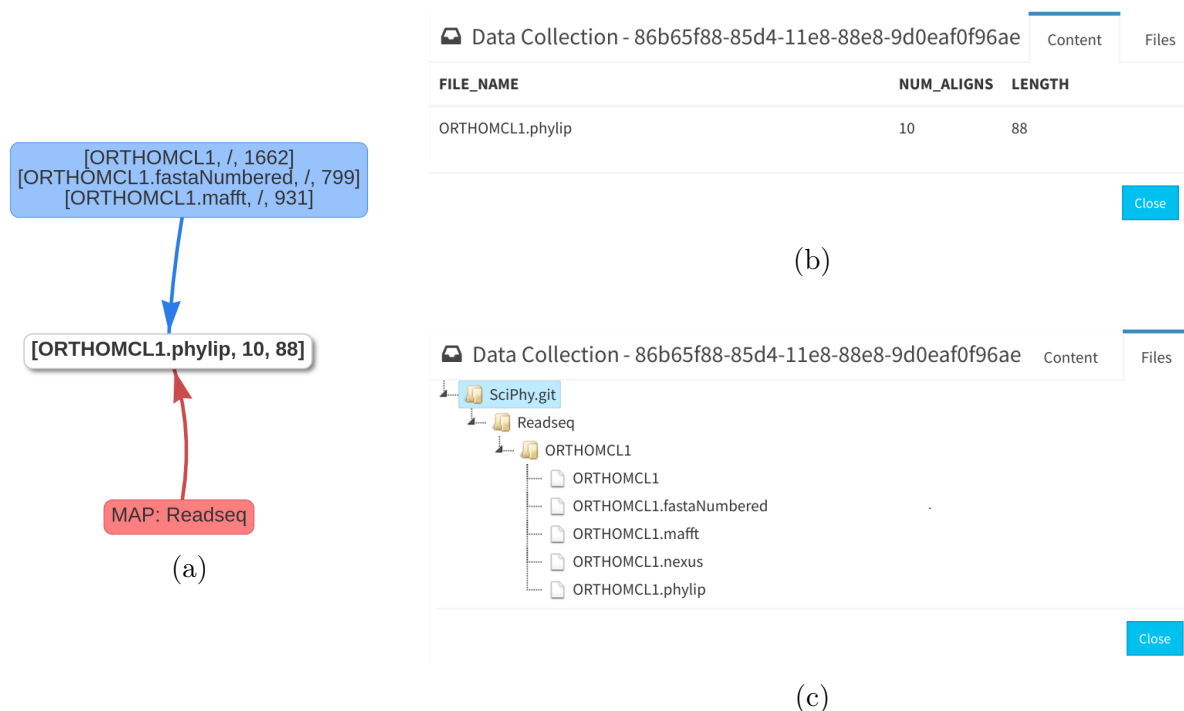 [ORTHOMCL1, /, 1662]
[ORTHOMCL1.fastaNumbered, /, 799]
[ORTHOMCL1.mafft, /, 931]
[ORTHOMCL1.phylip, 10, 88]
MAP: Readseq
(a)
Data Collection - 86b65f88-85d4-11e8-88e8-9d0eaf0f96ae Content Files
FILE_NAME NUM_ALIGNS LENGTH
ORTHOMCL1.phylip 10 88
Close
(b)
Data Collection - 86b65f88-85d4-11e8-88e8-9d0eaf0f96ae Content Files
SciPhy.git
Readseq
ORTHOMCL1
ORTHOMCL1
ORTHOMCL1.fastaNumbered
ORTHOMCL1.mafft
ORTHOMCL1.nexus
ORTHOMCL1.phylip
Close
(c)